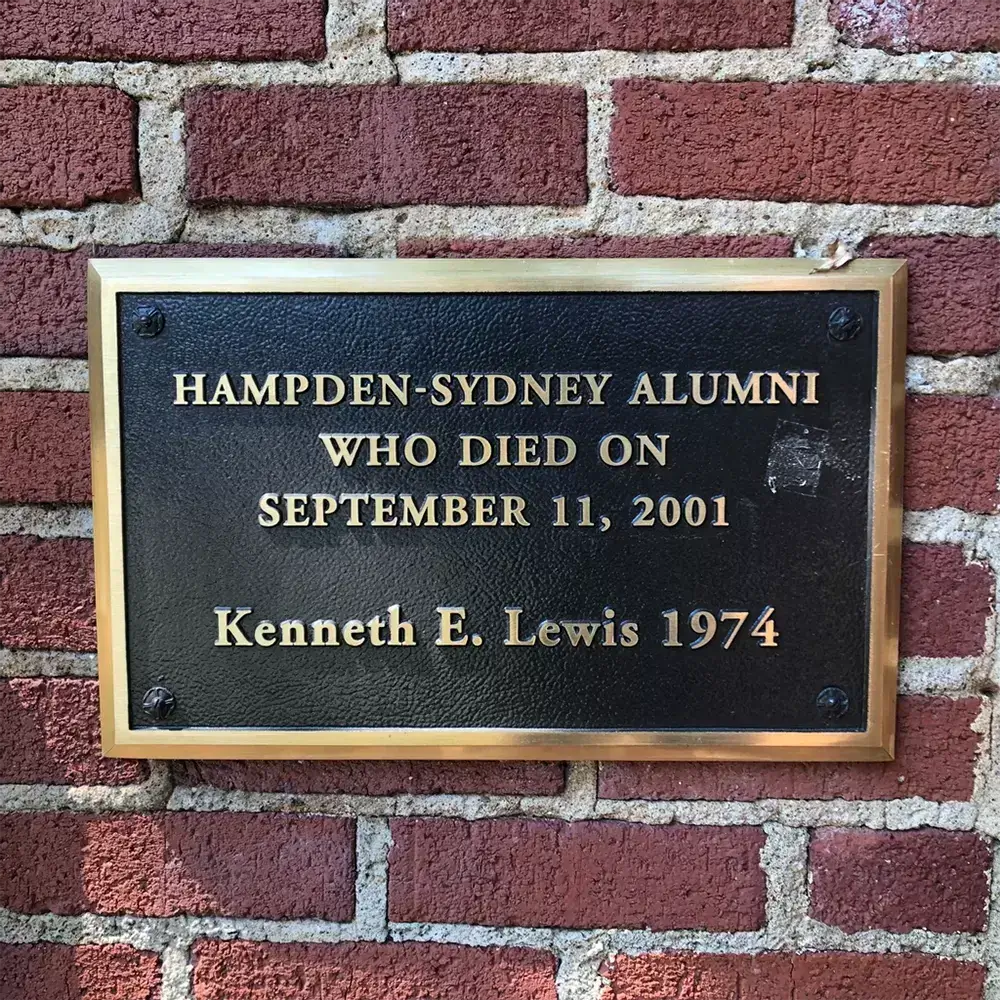 HAMPDEN-SYDNEY ALUMNI
WHO DIED ON
SEPTEMBER 11, 2001
Kenneth E. Lewis 1974